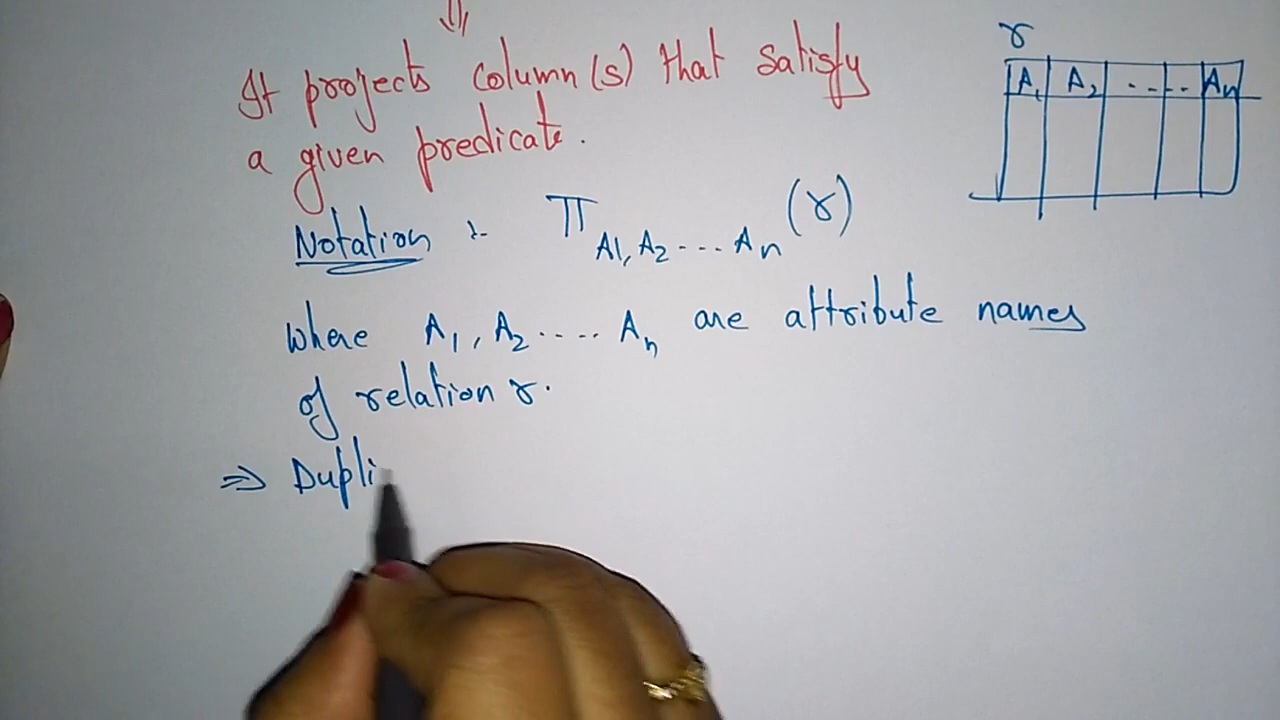 ⇓
It projects column(s) that satisfy
a given predicate.
Notation :- π A1, A2 --- An (r)
where A1, A2 ..... An are attribute names
of relation r.
⇒ Dupli
r
A1 A2 ..... An